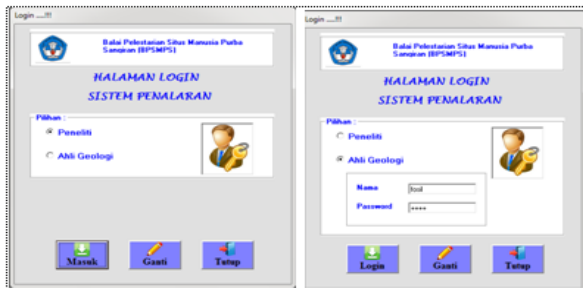 Login ....!!!
Balai Pelestarian Situs Manusia Purba
Sangiran (BPSMPS)
HALAMAN LOGIN
SISTEM PENALARAN
Pilihan :
Peneliti
Ahli Geologi
Masuk
Ganti
Tutup
Login ....!!!
Balai Pelestarian Situs Manusia Purba
Sangiran (BPSMPS)
HALAMAN LOGIN
SISTEM PENALARAN
Pilihan :
Peneliti
Ahli Geologi
Nama
Password ****
Login
Ganti
Tutup